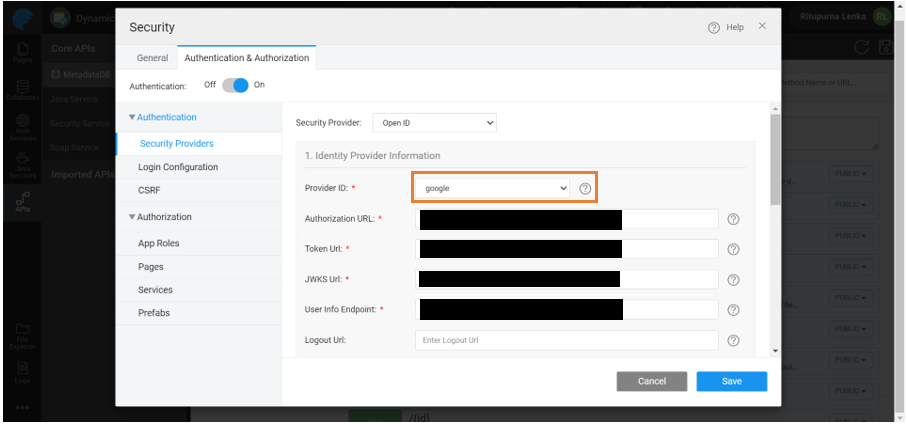 Dynamic
Ritupurna Lenka RL
Security
Help
Pages
Core APIs
General
Authentication & Authorization
MetadataDB
Authentication: Off On
Method Name or URL...
Databases
Java Service
Authentication
Security Provider: Open ID
Web Services
Security Service
Security Providers
1. Identity Provider Information
Soap Service
Login Configuration
Java Services
Imported APIs
CSRF
Provider ID: * google
PUBLIC
APIs
Authorization
Authorization URL: *
PUBLIC
App Roles
Token Url: *
PUBLIC
Pages
JWKS Url: *
PUBLIC
Services
User Info Endpoint: *
PUBLIC
Prefabs
File Explorer
Logout Url: Enter Logout Url
PUBLIC
PUBLIC
Logs
Cancel
Save
PUBLIC
/{id}
PUBLIC